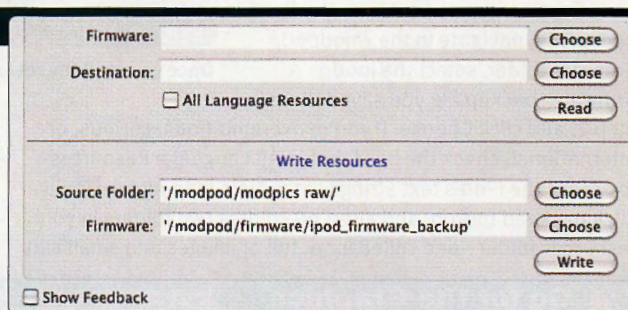 Firmware: Choose
Destination: Choose
All Language Resources
Read
Write Resources
Source Folder: '/modpod/modpics raw/' Choose
Firmware: '/modpod/firmware/ipod_firmware_backup' Choose
Write
Show Feedback